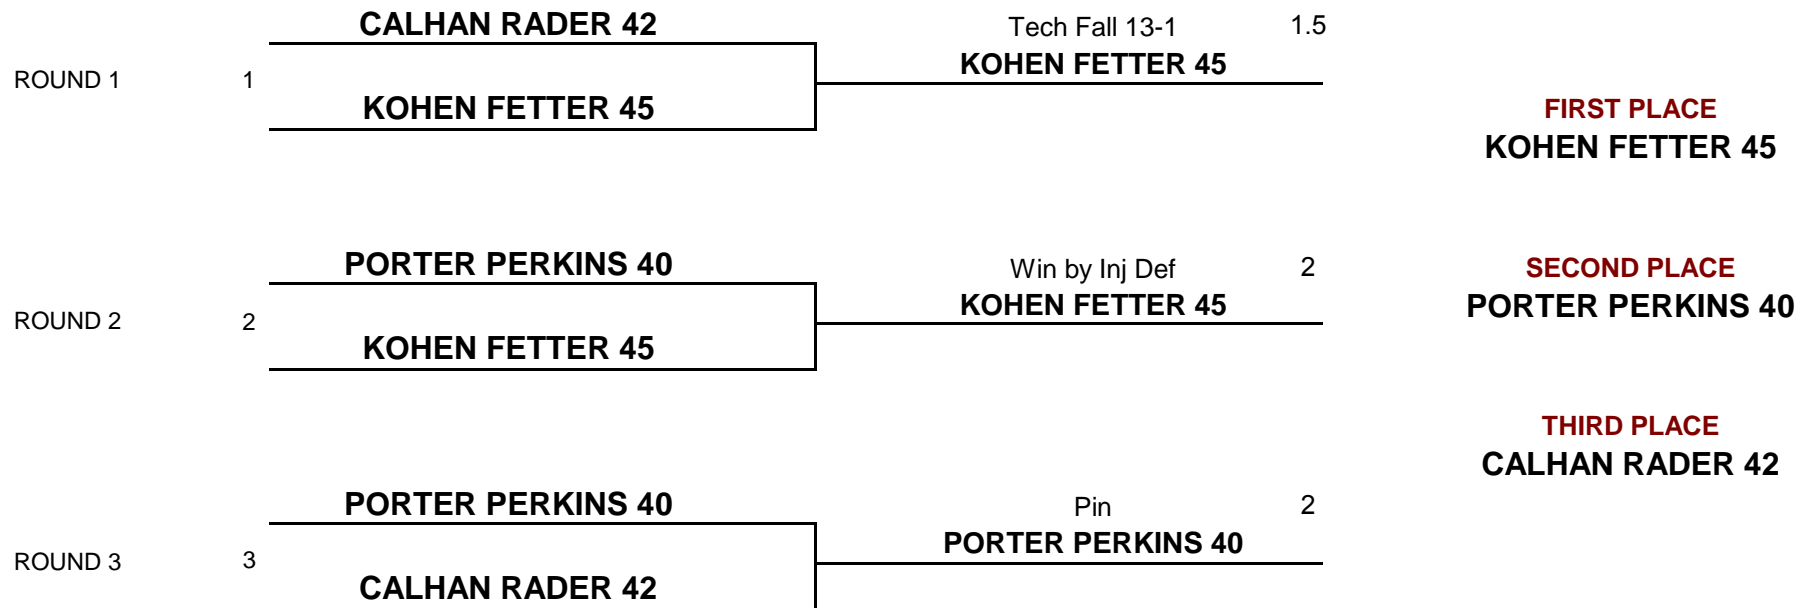 CALHAN RADER 42
Tech Fall 13-1 1.5
KOHEN FETTER 45
ROUND 1 1
KOHEN FETTER 45
FIRST PLACE
KOHEN FETTER 45
PORTER PERKINS 40
Win by Inj Def 2
KOHEN FETTER 45
SECOND PLACE
PORTER PERKINS 40
ROUND 2 2
KOHEN FETTER 45
THIRD PLACE
CALHAN RADER 42
PORTER PERKINS 40
Pin 2
PORTER PERKINS 40
ROUND 3 3
CALHAN RADER 42